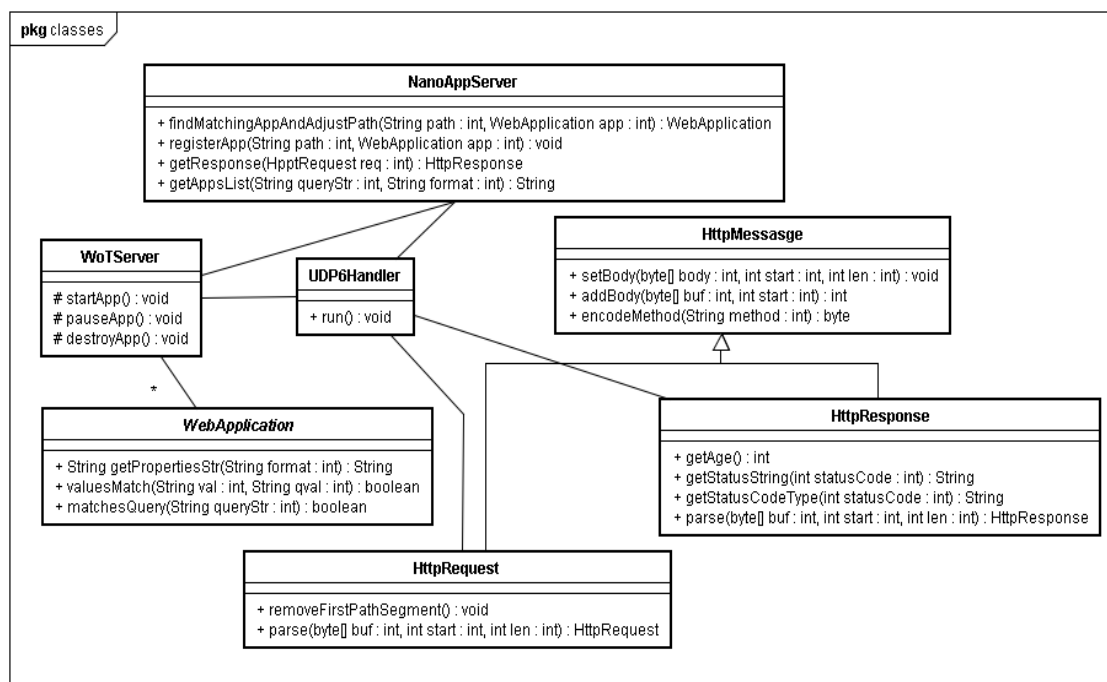 pkg classes
NanoAppServer
+ findMatchingAppAndAdjustPath(String path : int, WebApplication app : int) : WebApplication
+ registerApp(String path : int, WebApplication app : int) : void
+ getResponse(HpptRequest req : int) : HttpResponse
+ getAppsList(String queryStr : int, String format : int) : String
WoTServer
# startApp() : void
# pauseApp() : void
# destroyApp() : void
UDP6Handler
+ run() : void
HttpMessasge
+ setBody(byte[] body : int, int start : int, int len : int) : void
+ addBody(byte[] buf : int, int start : int) : int
+ encodeMethod(String method : int) : byte
*
WebApplication
+ String getPropertiesStr(String format : int) : String
+ valuesMatch(String val : int, String qval : int) : boolean
+ matchesQuery(String queryStr : int) : boolean
HttpResponse
+ getAge() : int
+ getStatusString(int statusCode : int) : String
+ getStatusCodeType(int statusCode : int) : String
+ parse(byte[] buf : int, int start : int, int len : int) : HttpResponse
HttpRequest
+ removeFirstPathSegment() : void
+ parse(byte[] buf : int, int start : int, int len : int) : HttpRequest